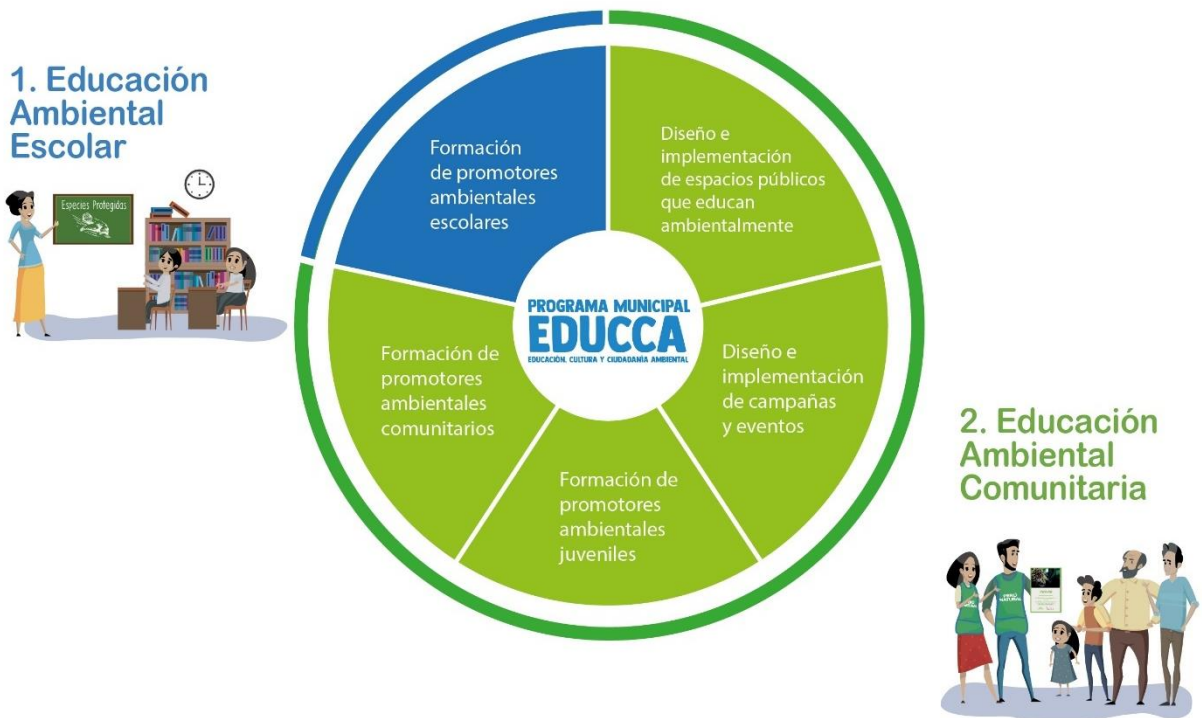 1. Educación
Ambiental
Escolar
Especies Protegidas
Formación
de promotores
ambientales
escolares
Diseño e
implementación
de espacios públicos
que educan
ambientalmente
PROGRAMA MUNICIPAL
EDUCCA
EDUCACIÓN, CULTURA Y CIUDADANÍA AMBIENTAL
Formación de
promotores
ambientales
comunitarios
Diseño e
implementación
de campañas
y eventos
Formación de
promotores
ambientales
juveniles
2. Educación
Ambiental
Comunitaria
PERÚ
NATURAL